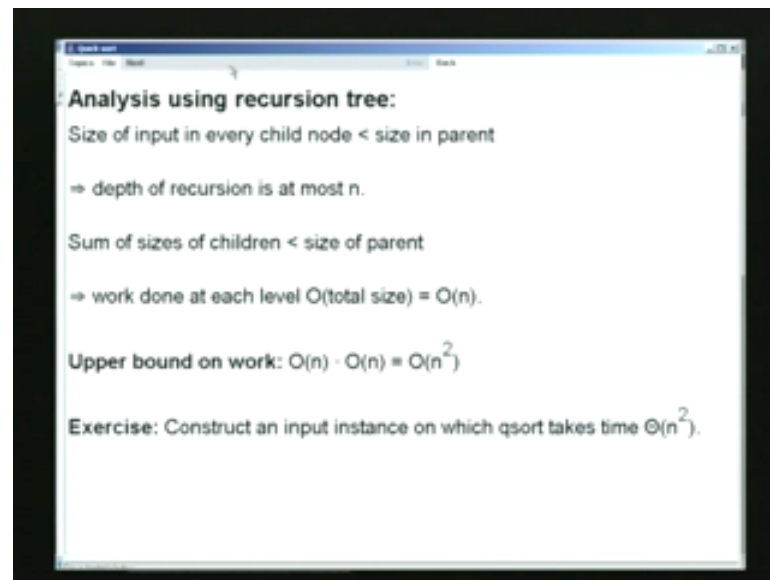 Quick sort
Analysis using recursion tree:
Size of input in every child node < size in parent
⇒ depth of recursion is at most n.
Sum of sizes of children < size of parent
⇒ work done at each level O(total size) = O(n).
Upper bound on work: O(n) · O(n) = O(n²)
Exercise: Construct an input instance on which qsort takes time Θ(n²).